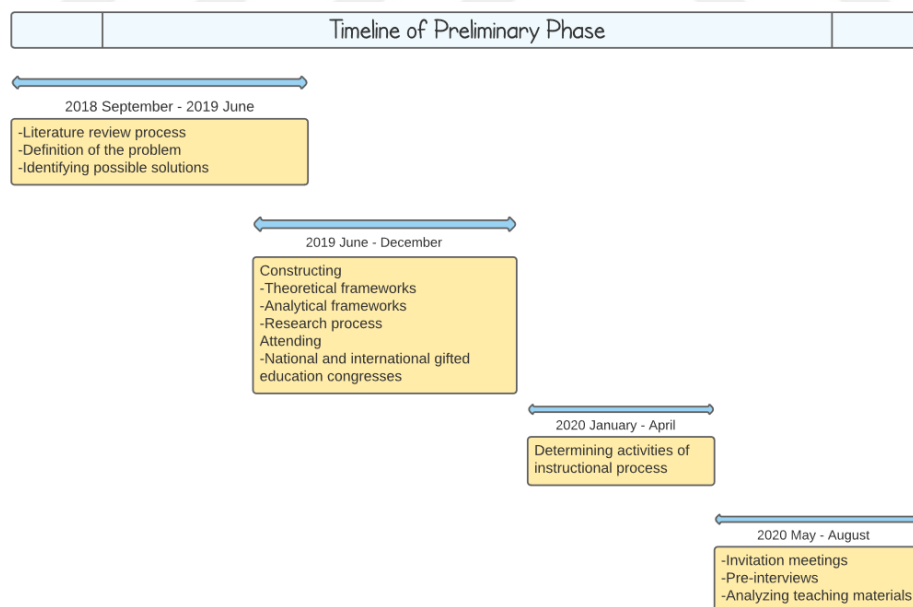 Timeline of Preliminary Phase
2018 September - 2019 June
-Literature review process
-Definition of the problem
-Identifying possible solutions
2019 June - December
Constructing
-Theoretical frameworks
-Analytical frameworks
-Research process
Attending
-National and international gifted
education congresses
2020 January - April
Determining activities of
instructional process
2020 May - August
-Invitation meetings
-Pre-interviews
-Analyzing teaching materials